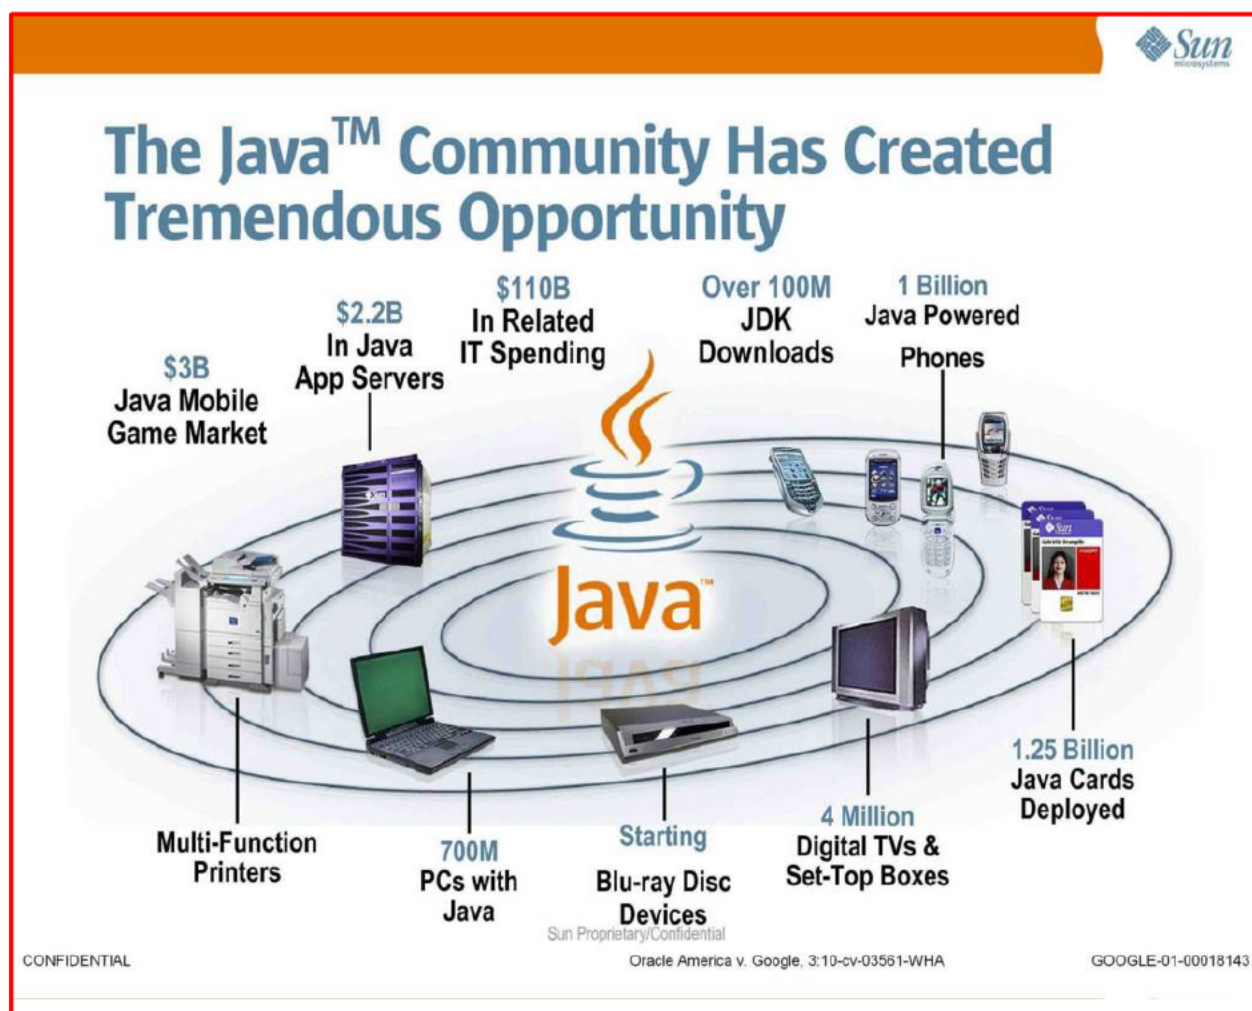 Sun
microsystems
The Java™ Community Has Created
Tremendous Opportunity
$3B
Java Mobile
Game Market
$2.2B
In Java
App Servers
$110B
In Related
IT Spending
Over 100M
JDK
Downloads
1 Billion
Java Powered
Phones
Java™
Sun
Multi-Function
Printers
700M
PCs with
Java
Starting
Blu-ray Disc
Devices
4 Million
Digital TVs &
Set-Top Boxes
1.25 Billion
Java Cards
Deployed
Sun Proprietary/Confidential
CONFIDENTIAL
Oracle America v. Google, 3:10-cv-03561-WHA
GOOGLE-01-00018143